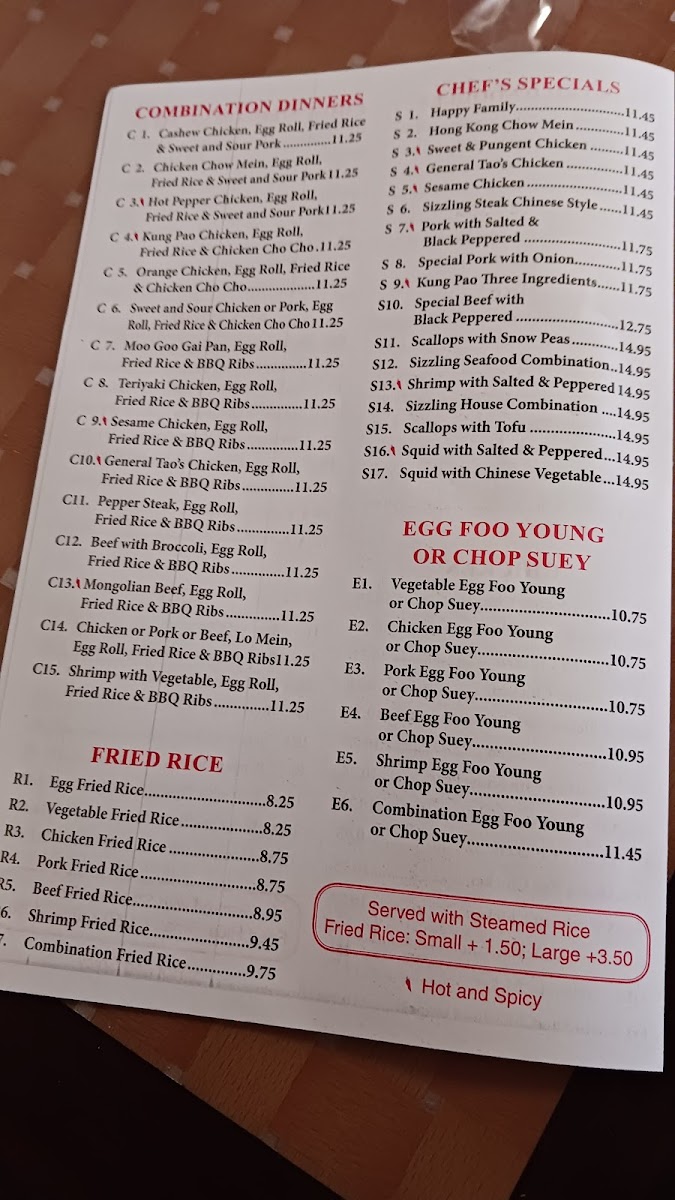 COMBINATION DINNERS
C 1. Cashew Chicken, Egg Roll, Fried Rice
& Sweet and Sour Pork ..............11.25
C 2. Chicken Chow Mein, Egg Roll,
Fried Rice & Sweet and Sour Pork 11.25
C 3. Hot Pepper Chicken, Egg Roll,
Fried Rice & Sweet and Sour Pork11.25
C 4. Kung Pao Chicken, Egg Roll,
Fried Rice & Chicken Cho Cho .11.25
C 5. Orange Chicken, Egg Roll, Fried Rice
& Chicken Cho Cho....................11.25
C 6. Sweet and Sour Chicken or Pork, Egg
Roll, Fried Rice & Chicken Cho Cho 11.25
C 7. Moo Goo Gai Pan, Egg Roll,
Fried Rice & BBQ Ribs..............11.25
C 8. Teriyaki Chicken, Egg Roll,
Fried Rice & BBQ Ribs..............11.25
C 9. Sesame Chicken, Egg Roll,
Fried Rice & BBQ Ribs..............11.25
C10. General Tao's Chicken, Egg Roll,
Fried Rice & BBQ Ribs..............11.25
C11. Pepper Steak, Egg Roll,
Fried Rice & BBQ Ribs..............11.25
C12. Beef with Broccoli, Egg Roll,
Fried Rice & BBQ Ribs..............11.25
C13. Mongolian Beef, Egg Roll,
Fried Rice & BBQ Ribs..............11.25
C14. Chicken or Pork or Beef, Lo Mein,
Egg Roll, Fried Rice & BBQ Ribs11.25
C15. Shrimp with Vegetable, Egg Roll,
Fried Rice & BBQ Ribs..............11.25
FRIED RICE
R1. Egg Fried Rice.........................8.25
R2. Vegetable Fried Rice.................8.25
R3. Chicken Fried Rice ..................8.75
R4. Pork Fried Rice.......................8.75
R5. Beef Fried Rice........................8.95
6. Shrimp Fried Rice....................9.45
7. Combination Fried Rice............9.75
CHEF'S SPECIALS
S 1. Happy Family........................11.45
S 2. Hong Kong Chow Mein...........11.45
S 3. Sweet & Pungent Chicken ........11.45
S 4. General Tao's Chicken .............11.45
S 5. Sesame Chicken ......................11.45
S 6. Sizzling Steak Chinese Style.....11.45
S 7. Pork with Salted &
Black Peppered ......................11.75
S 8. Special Pork with Onion..........11.75
S 9. Kung Pao Three Ingredients.....11.75
S10. Special Beef with
Black Peppered ......................12.75
S11. Scallops with Snow Peas..........14.95
S12. Sizzling Seafood Combination..14.95
S13. Shrimp with Salted & Peppered 14.95
S14. Sizzling House Combination ....14.95
S15. Scallops with Tofu ....................14.95
S16. Squid with Salted & Peppered...14.95
S17. Squid with Chinese Vegetable...14.95
EGG FOO YOUNG
OR CHOP SUEY
E1. Vegetable Egg Foo Young
or Chop Suey...........................10.75
E2. Chicken Egg Foo Young
or Chop Suey............................10.75
E3. Pork Egg Foo Young
or Chop Suey............................10.75
E4. Beef Egg Foo Young
or Chop Suey............................10.95
E5. Shrimp Egg Foo Young
or Chop Suey............................10.95
E6. Combination Egg Foo Young
or Chop Suey............................11.45
Served with Steamed Rice
Fried Rice: Small + 1.50; Large +3.50
Hot and Spicy